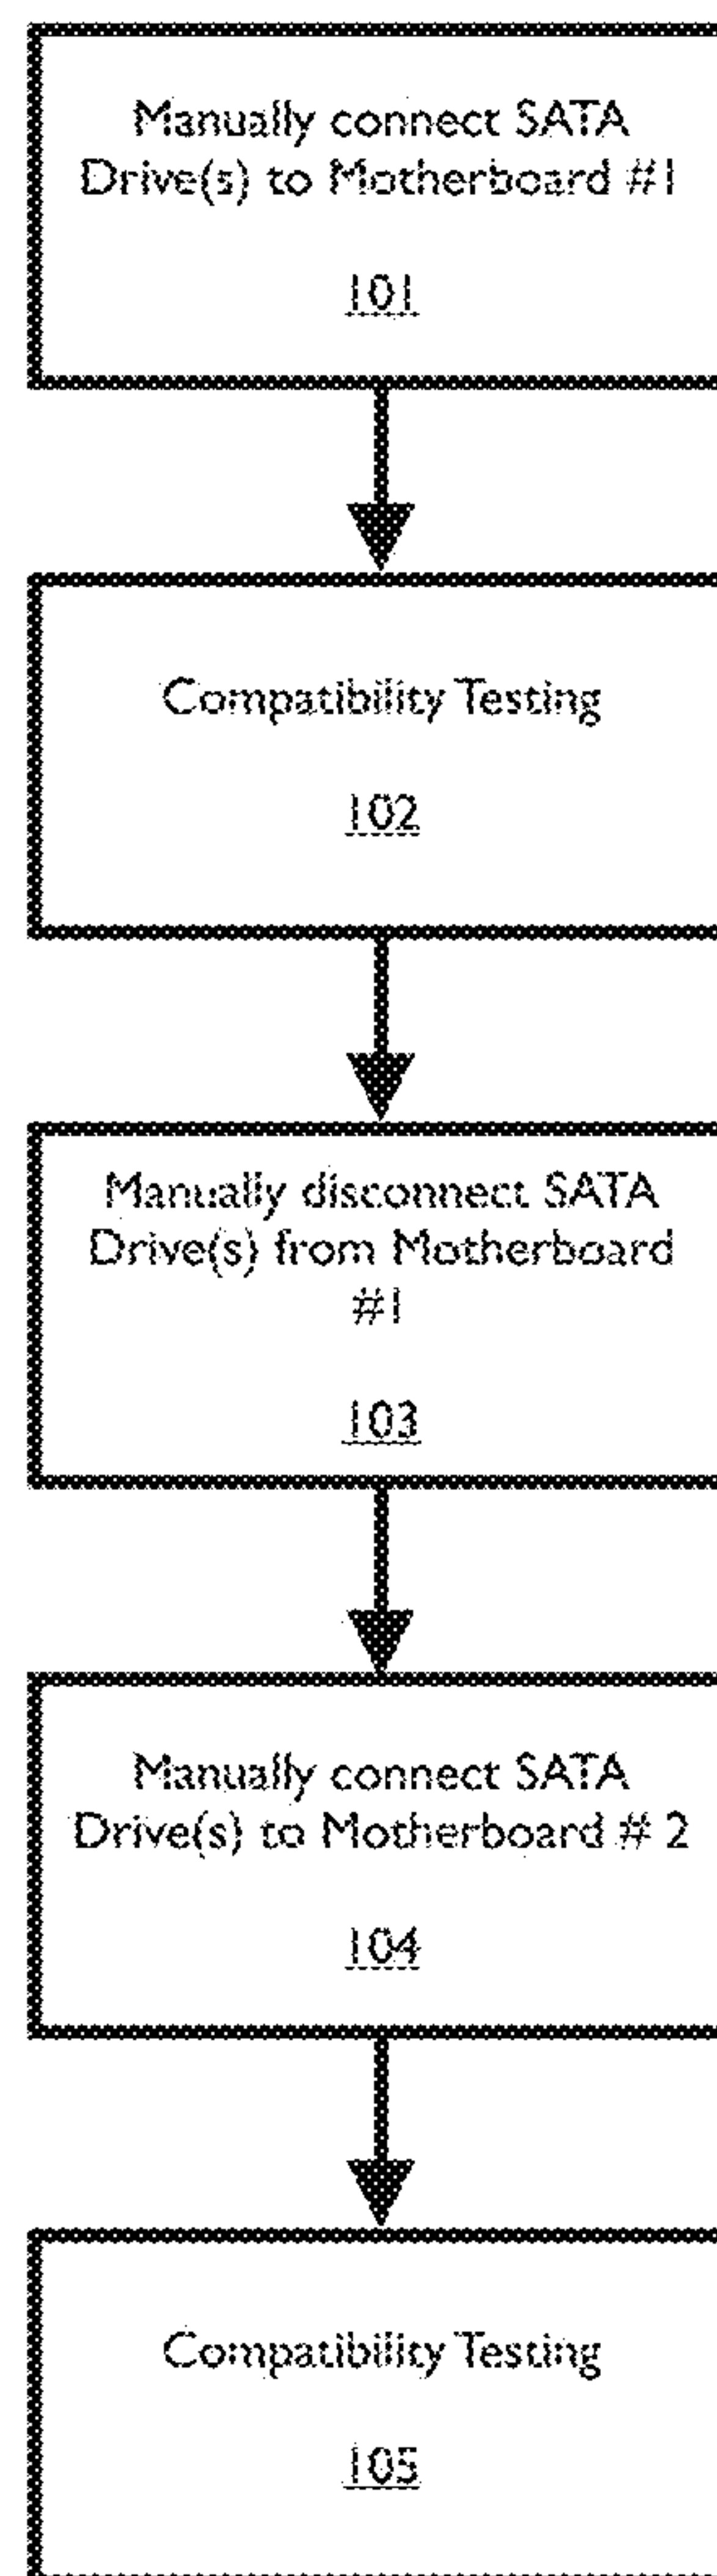 Manually connect SATA
Drive(s) to Motherboard #1
101
Compatibility Testing
102
Manually disconnect SATA
Drive(s) from Motherboard
#1
103
Manually connect SATA
Drive(s) to Motherboard # 2
104
Compatibility Testing
105